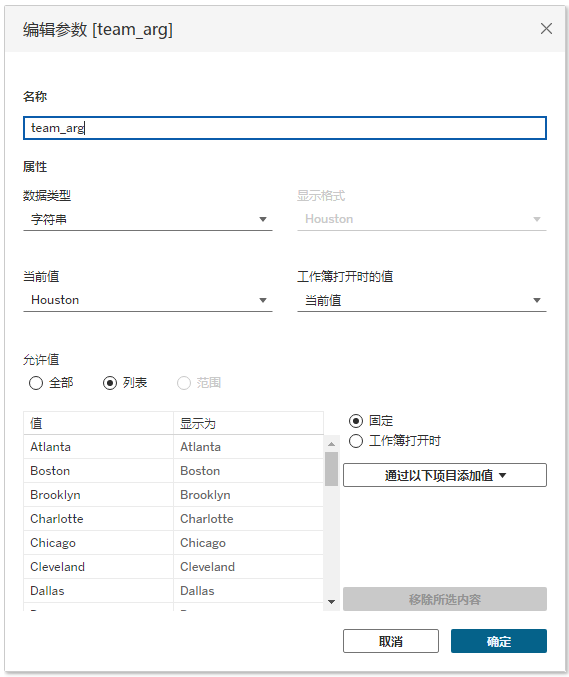 编辑参数 [team_arg]
名称
team_arg
属性
数据类型 显示格式
字符串 Houston
当前值 工作簿打开时的值
Houston 当前值
允许值
全部 列表 范围
值 显示为 固定
工作簿打开时
Atlanta Atlanta
Boston Boston
通过以下项目添加值
Brooklyn Brooklyn
Charlotte Charlotte
Chicago Chicago
Cleveland Cleveland
Dallas Dallas
移除所选内容
取消 确定